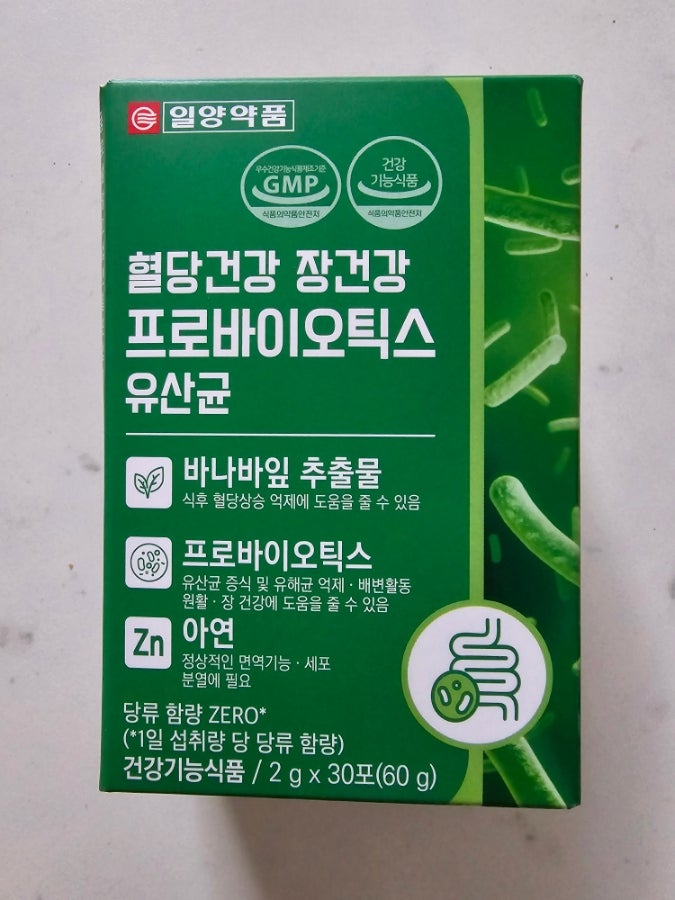 일양약품
우수건강기능식품제조기준
GMP
식품의약품안전처
건강
기능식품
식품의약품안전처
혈당건강 장건강
프로바이오틱스
유산균
바나바잎 추출물
식후 혈당상승 억제에 도움을 줄 수 있음
프로바이오틱스
유산균 증식 및 유해균 억제 · 배변활동
원활 · 장 건강에 도움을 줄 수 있음
Zn
아연
정상적인 면역기능 · 세포
분열에 필요
당류 함량 ZERO*
(*1일 섭취량 당 당류 함량)
건강기능식품 / 2 g x 30포(60 g)